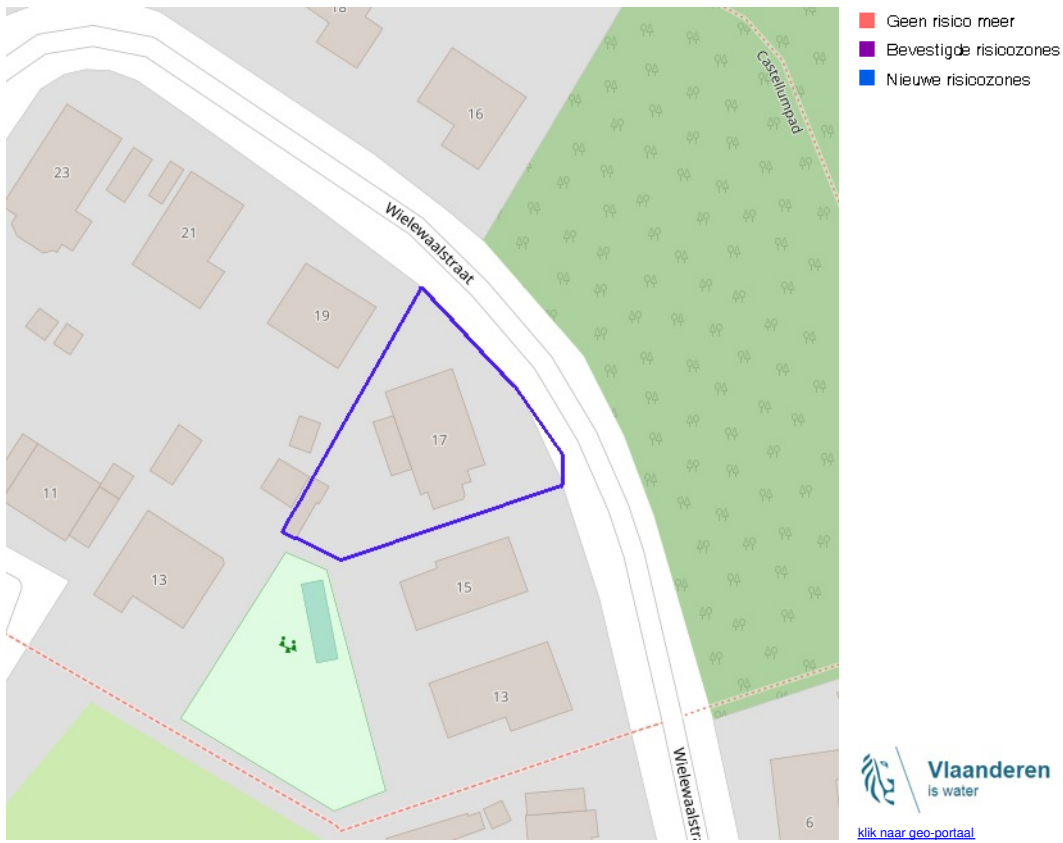 18
Geen risico meer
Bevestigde risicozones
Nieuwe risicozones
Castellumpad
16
23
Wielewaalstraat
21
19
17
11
13
15
13
Wielewaalstra
6
Vlaanderen
is water
klik naar geo-portaal